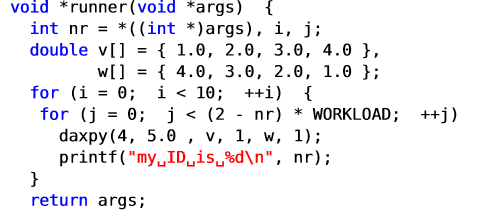 void *runner(void *args)  {
  int nr = *((int *)args), i, j;
  double v[] = { 1.0, 2.0, 3.0, 4.0 },
         w[] = { 4.0, 3.0, 2.0, 1.0 };
  for (i = 0;  i < 10;  ++i)  {
   for (j = 0;  j < (2 - nr) * WORKLOAD;  ++j)
     daxpy(4, 5.0 , v, 1, w, 1);
     printf("my␣ID␣is␣%d\n", nr);
  }
  return args;